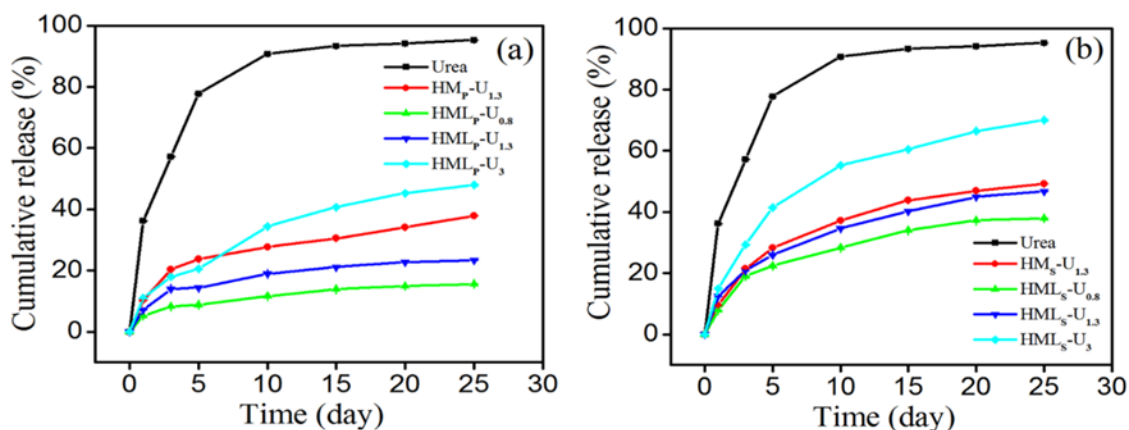 (a)
Cumulative release (%)
100
80
60
40
20
0
Urea
HMP-U1.3
HMLP-U0.8
HMLP-U1.3
HMLP-U3
0 5 10 15 20 25 30
Time (day)
(b)
Cumulative release (%)
100
80
60
40
20
0
Urea
HMS-U1.3
HMLS-U0.8
HMLS-U1.3
HMLS-U3
0 5 10 15 20 25 30
Time (day)